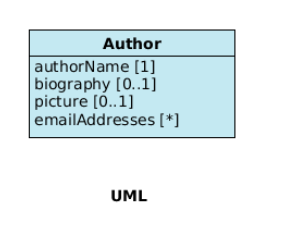 Author
authorName [1]
biography [0..1]
picture [0..1]
emailAddresses [*]
UML